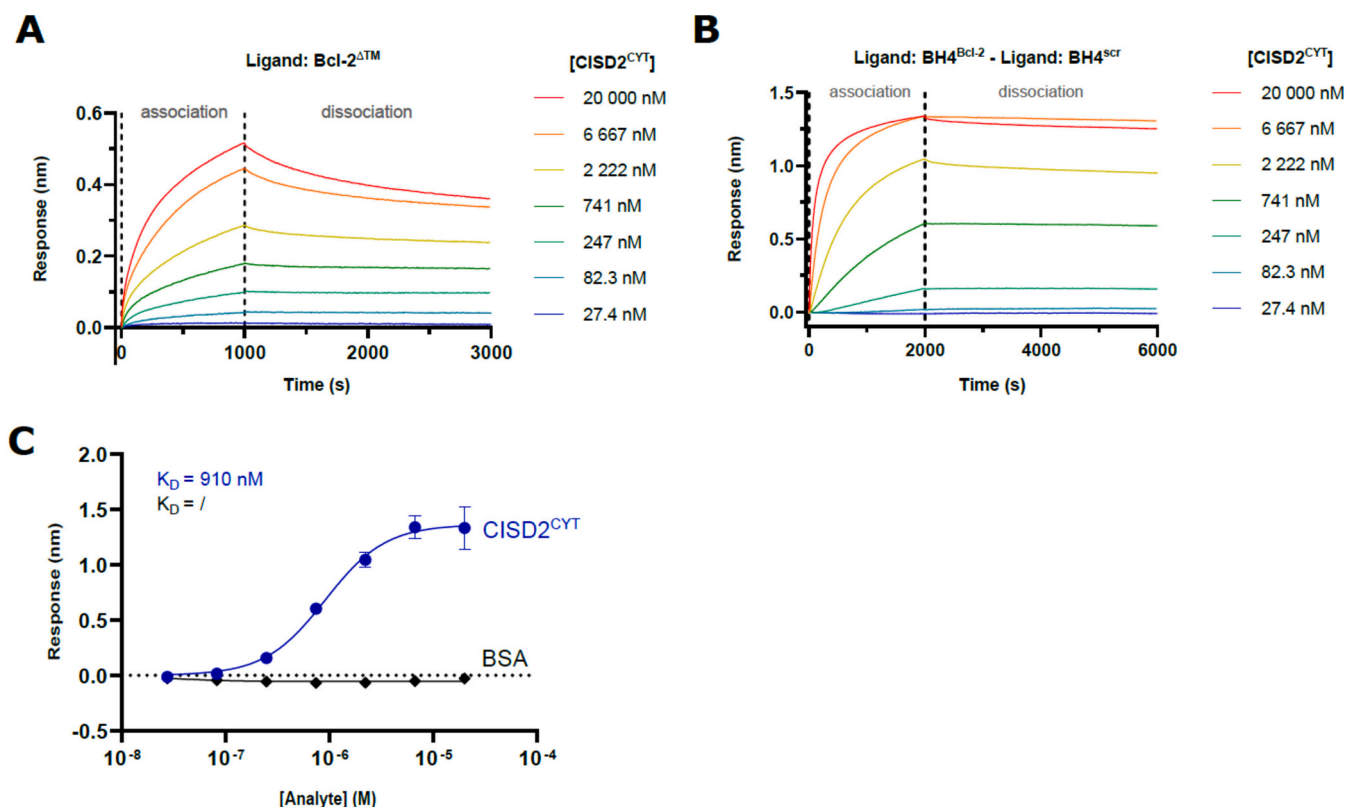 A
Ligand: Bcl-2ΔTM
[CISD2CYT]
association
dissociation
20 000 nM
6 667 nM
2 222 nM
741 nM
247 nM
82.3 nM
27.4 nM
Response (nm)
0.6
0.4
0.2
0.0
0
1000
2000
3000
Time (s)
B
Ligand: BH4Bcl-2 - Ligand: BH4scr
[CISD2CYT]
association
dissociation
20 000 nM
6 667 nM
2 222 nM
741 nM
247 nM
82.3 nM
27.4 nM
Response (nm)
1.5
1.0
0.5
0.0
0
2000
4000
6000
Time (s)
C
KD = 910 nM
KD = /
CISD2CYT
BSA
Response (nm)
2.0
1.5
1.0
0.5
0.0
-0.5
10-8
10-7
10-6
10-5
10-4
[Analyte] (M)